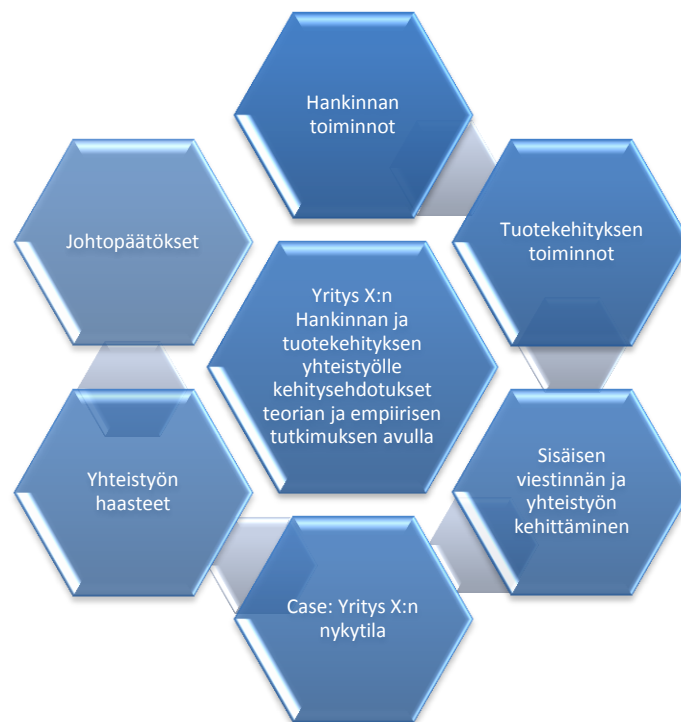 Hankinnan
toiminnot
Tuotekehityksen
toiminnot
Johtopäätökset
Yritys X:n
Hankinnan ja
tuotekehityksen
yhteistyölle
kehitysehdotukset
teorian ja empiirisen
tutkimuksen avulla
Sisäisen
viestinnän ja
yhteistyön
kehittäminen
Yhteistyön
haasteet
Case: Yritys X:n
nykytila